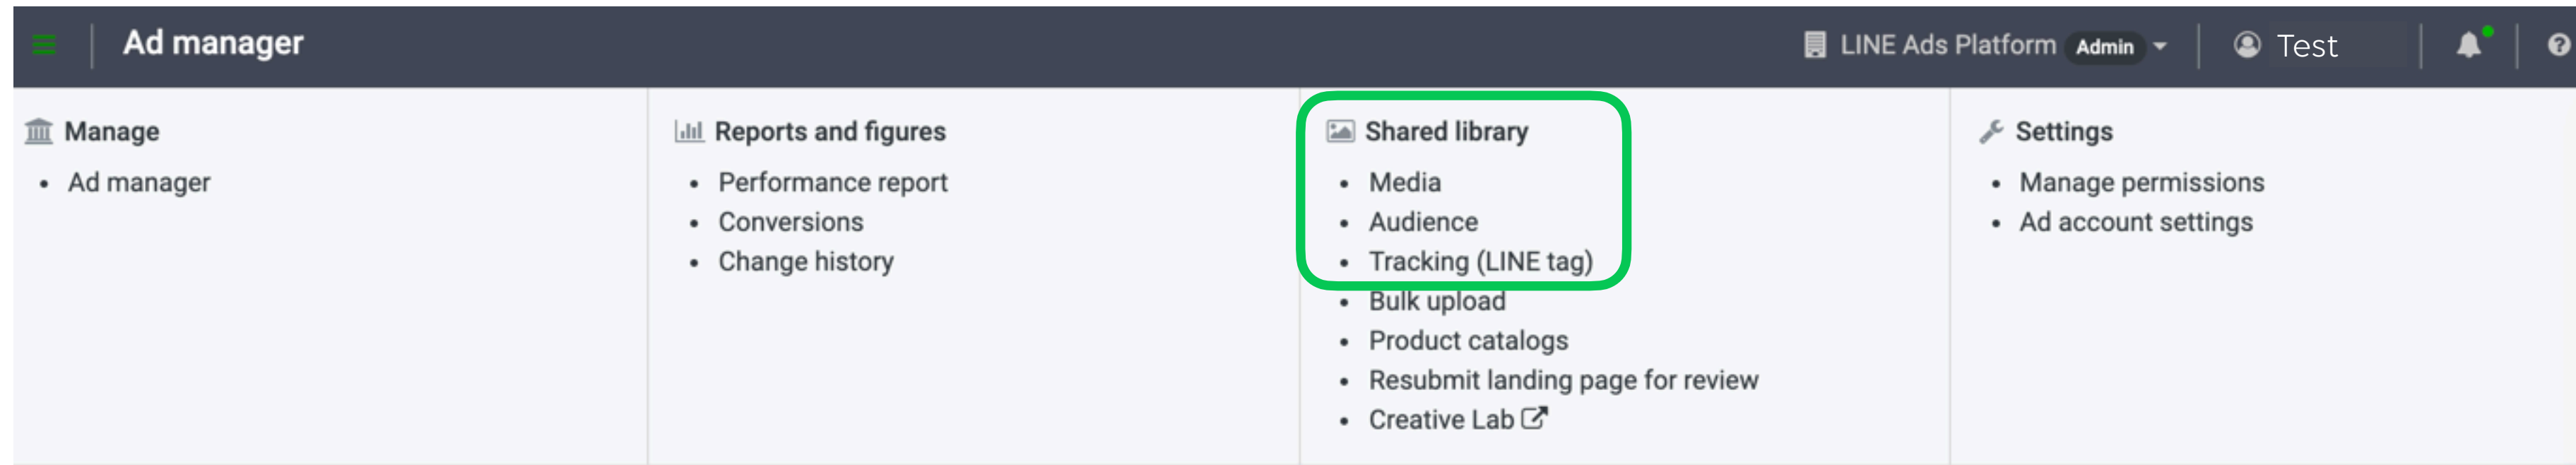 Ad manager
LINE Ads Platform Admin
Test
Manage
• Ad manager
Reports and figures
• Performance report
• Conversions
• Change history
Shared library
• Media
• Audience
• Tracking (LINE tag)
• Bulk upload
• Product catalogs
• Resubmit landing page for review
• Creative Lab
Settings
• Manage permissions
• Ad account settings